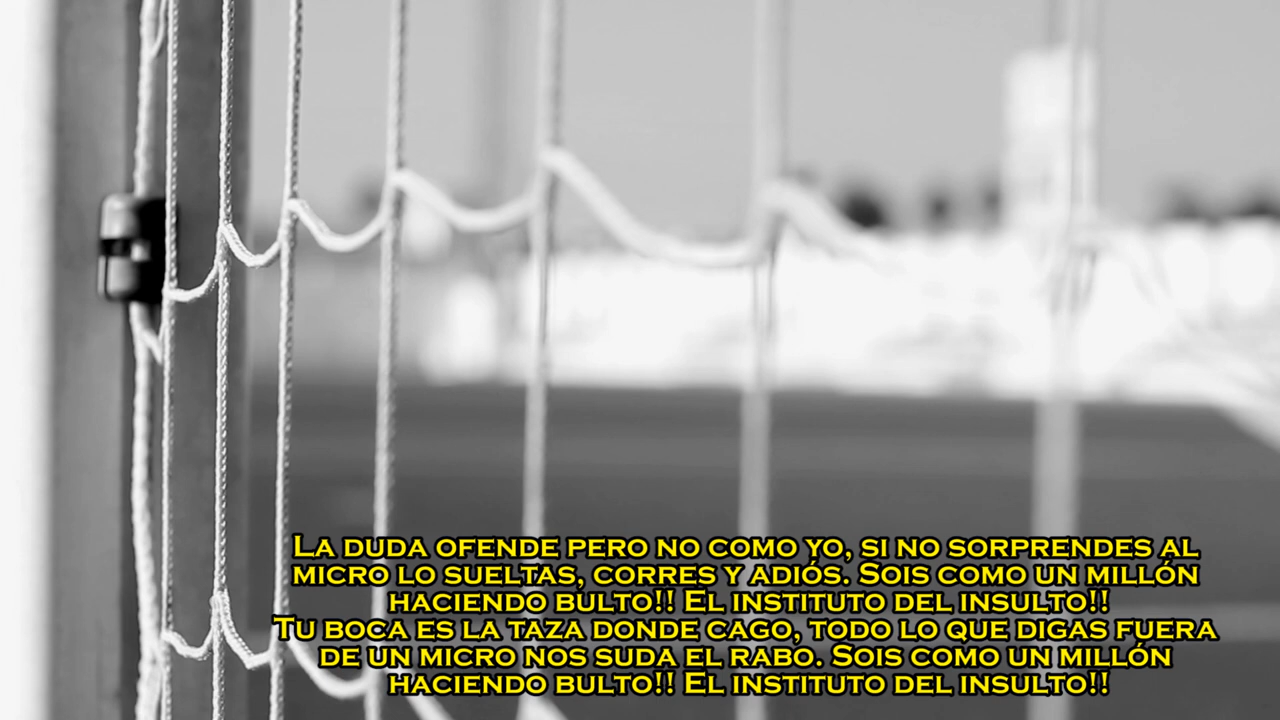 La duda ofende pero no como yo, si no sorprendes al
micro lo sueltas, corres y adiós. Sois como un millón
haciendo bulto!! El instituto del insulto!!
Tu boca es la taza donde cago, todo lo que digas fuera
de un micro nos suda el rabo. Sois como un millón
haciendo bulto!! El instituto del insulto!!